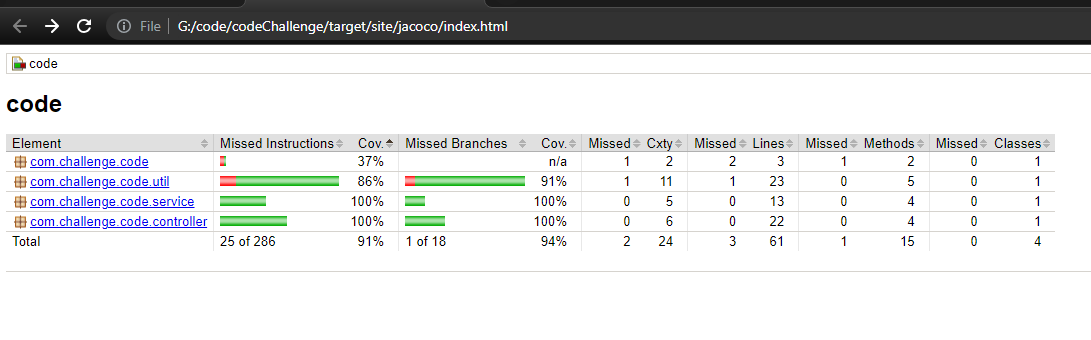 File G:/code/codeChallenge/target/site/jacoco/index.html
code
code
Element Missed Instructions Cov. Missed Branches Cov. Missed Cxty Missed Lines Missed Methods Missed Classes
com.challenge.code 37% n/a 1 2 2 3 1 2 0 1
com.challenge.code.util 86% 91% 1 11 1 23 0 5 0 1
com.challenge.code.service 100% 100% 0 5 0 13 0 4 0 1
com.challenge.code.controller 100% 100% 0 6 0 22 0 4 0 1
Total 25 of 286 91% 1 of 18 94% 2 24 3 61 1 15 0 4